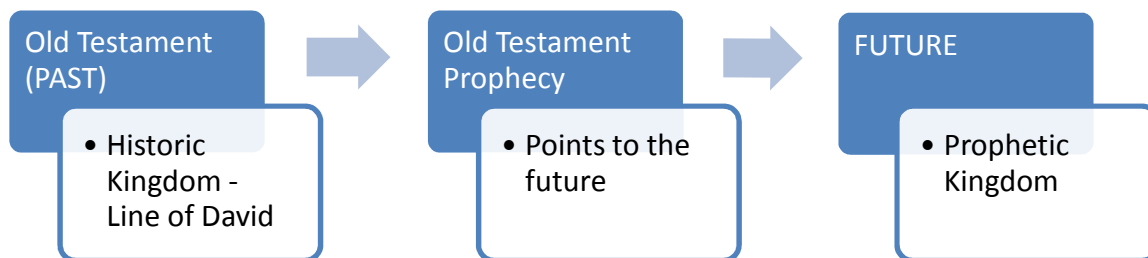 Old Testament
(PAST)
• Historic
Kingdom -
Line of David
Old Testament
Prophecy
• Points to the
future
FUTURE
• Prophetic
Kingdom